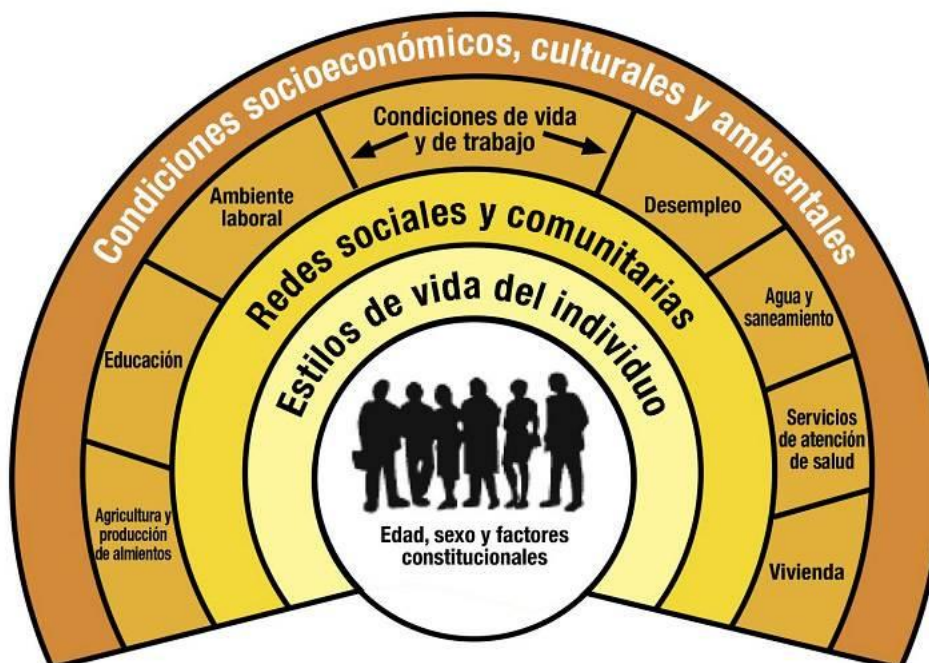 Condiciones socioeconómicos, culturales y ambientales
Condiciones de vida
y de trabajo
Ambiente
laboral
Desempleo
Educación
Agua y
saneamiento
Agricultura y
producción
de almientos
Servicios
de atención
de salud
Vivienda
Redes sociales y comunitarias
Estilos de vida del individuo
Edad, sexo y factores
constitucionales